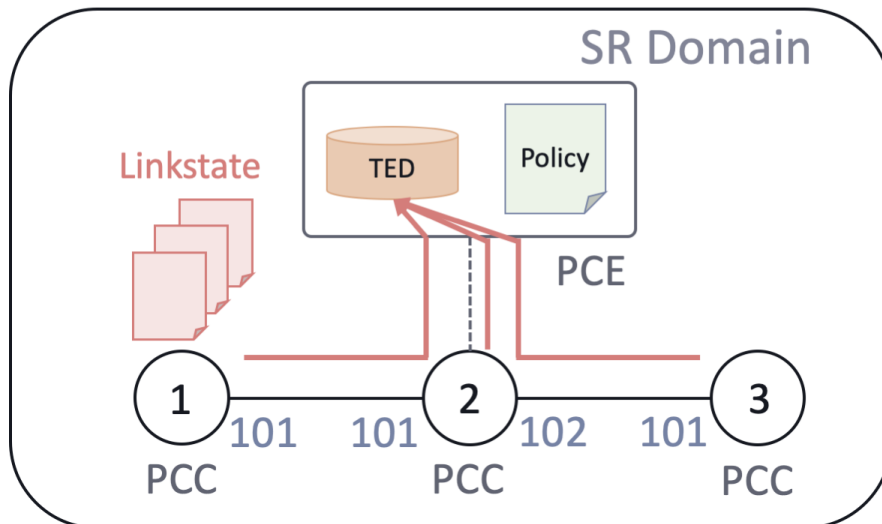 SR Domain
Linkstate
TED
Policy
PCE
1
2
3
101
101
102
101
PCC
PCC
PCC